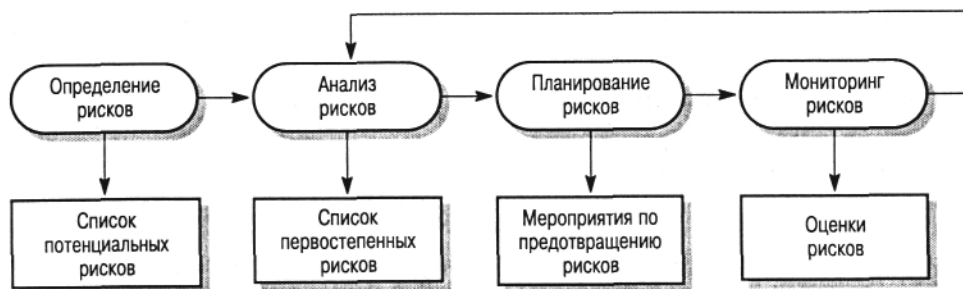 Определение
рисков
Анализ
рисков
Планирование
рисков
Мониторинг
рисков
Список
потенциальных
рисков
Список
первостепенных
рисков
Мероприятия по
предотвращению
рисков
Оценки
рисков